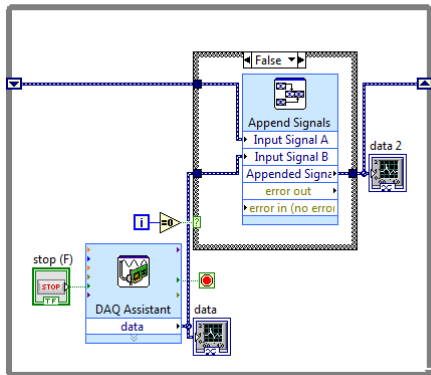 False
Append Signals
Input Signal A
Input Signal B
data 2
Appended Signa
error out
error in (no erro
i
=0
?
stop (F)
STOP
TF
DAQ Assistant
data
data